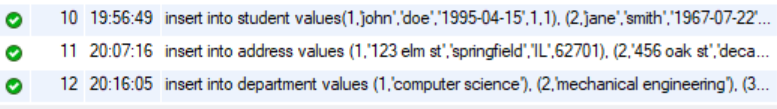 10 19:56:49 insert into student values(1,'john','doe','1995-04-15',1,1), (2,'jane','smith','1967-07-22'...
11 20:07:16 insert into address values (1,'123 elm st','springfield','IL',62701), (2,'456 oak st','deca...
12 20:16:05 insert into department values (1,'computer science'), (2,'mechanical engineering'), (3...